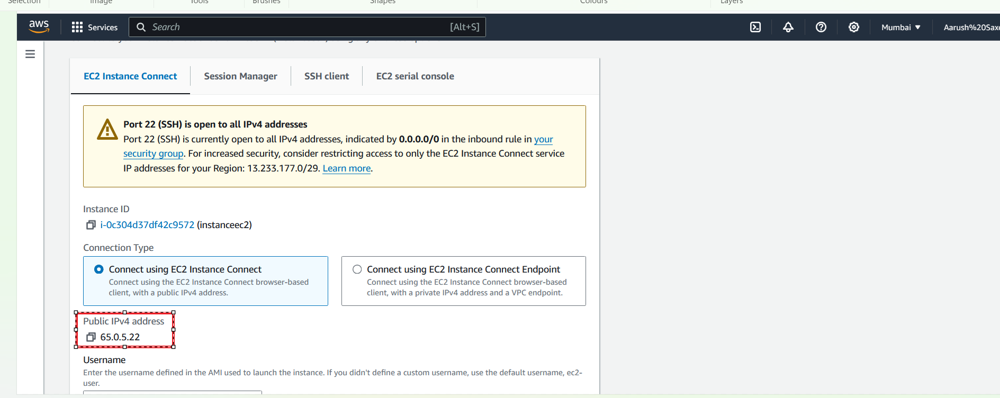 Selection
Image
Tools
Brushes
Shapes
Colours
Layers
aws
Services
Search
[Alt+S]
Mumbai
Aarush%20Saxe
EC2 Instance Connect
Session Manager
SSH client
EC2 serial console
Port 22 (SSH) is open to all IPv4 addresses
Port 22 (SSH) is currently open to all IPv4 addresses, indicated by 0.0.0.0/0 in the inbound rule in your
security group. For increased security, consider restricting access to only the EC2 Instance Connect service
IP addresses for your Region: 13.233.177.0/29. Learn more.
Instance ID
i-0c304d37df42c9572 (instanceec2)
Connection Type
Connect using EC2 Instance Connect
Connect using the EC2 Instance Connect browser-based
client, with a public IPv4 address.
Connect using EC2 Instance Connect Endpoint
Connect using the EC2 Instance Connect browser-based
client, with a private IPv4 address and a VPC endpoint.
Public IPv4 address
65.0.5.22
Username
Enter the username defined in the AMI used to launch the instance. If you didn't define a custom username, use the default username, ec2-
user.